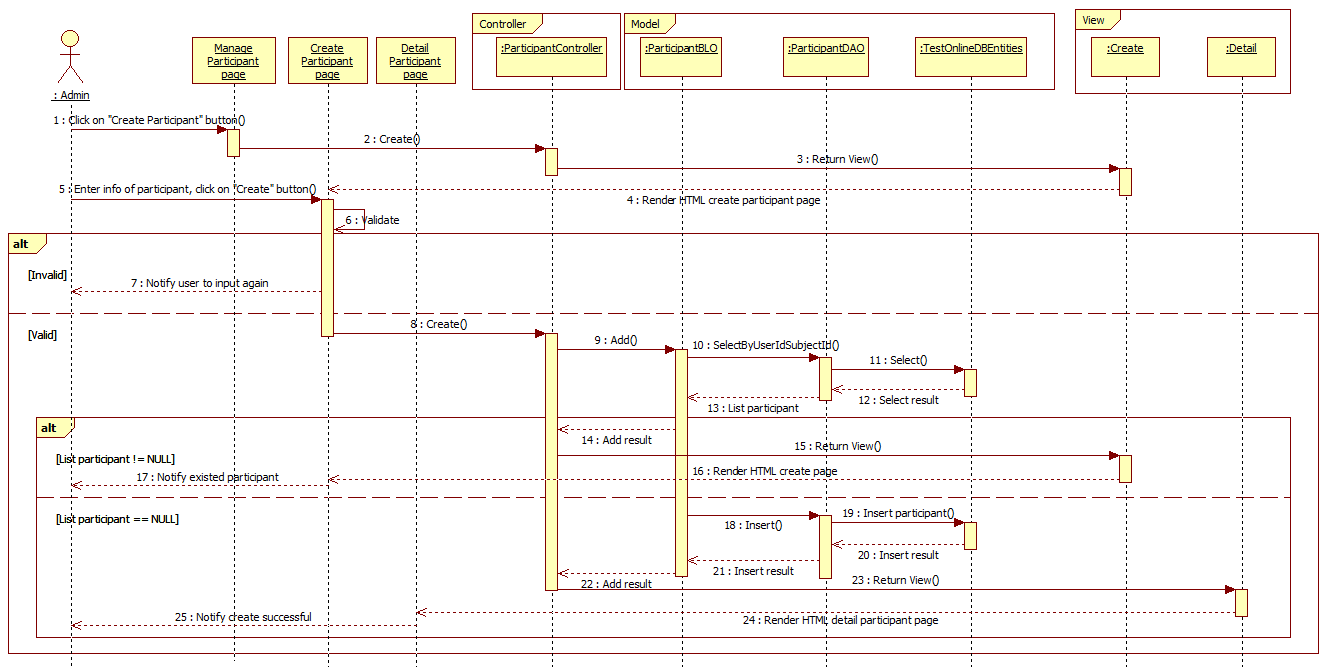 Controller
Model
View
Manage
Participant
page
Create
Participant
page
Detail
Participant
page
:ParticipantController
:ParticipantBLO
:ParticipantDAO
:TestOnlineDBEntities
:Create
:Detail
: Admin
1 : Click on "Create Participant" button()
2 : Create()
3 : Return View()
4 : Render HTML create participant page
5 : Enter info of participant, click on "Create" button()
6 : Validate
alt
[Invalid]
7 : Notify user to input again
[Valid]
8 : Create()
9 : Add()
10 : SelectByUserIdSubjectId()
11 : Select()
12 : Select result
13 : List participant
alt
14 : Add result
15 : Return View()
[List participant != NULL]
16 : Render HTML create page
17 : Notify existed participant
[List participant == NULL]
18 : Insert()
19 : Insert participant()
20 : Insert result
21 : Insert result
22 : Add result
23 : Return View()
24 : Render HTML detail participant page
25 : Notify create successful